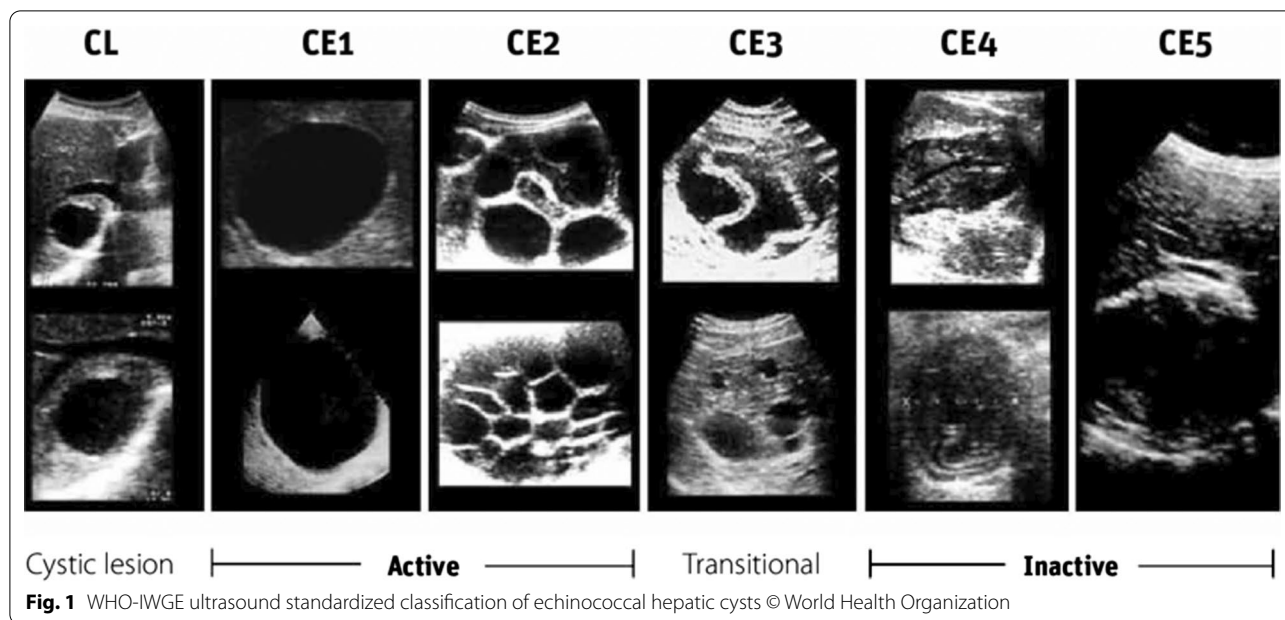 CL CE1 CE2 CE3 CE4 CE5
Cystic lesion Active Transitional Inactive
Fig. 1 WHO-IWGE ultrasound standardized classification of echinococcal hepatic cysts © World Health Organization